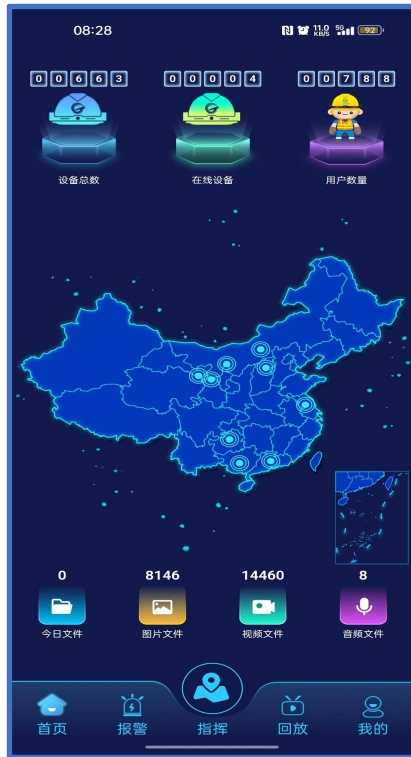 08:28 11.0 KB/S 5G 92
00663 00004 00788
设备总数 在线设备 用户数量
0 8146 14460 8
今日文件 图片文件 视频文件 音频文件
首页 报警 指挥 回放 我的